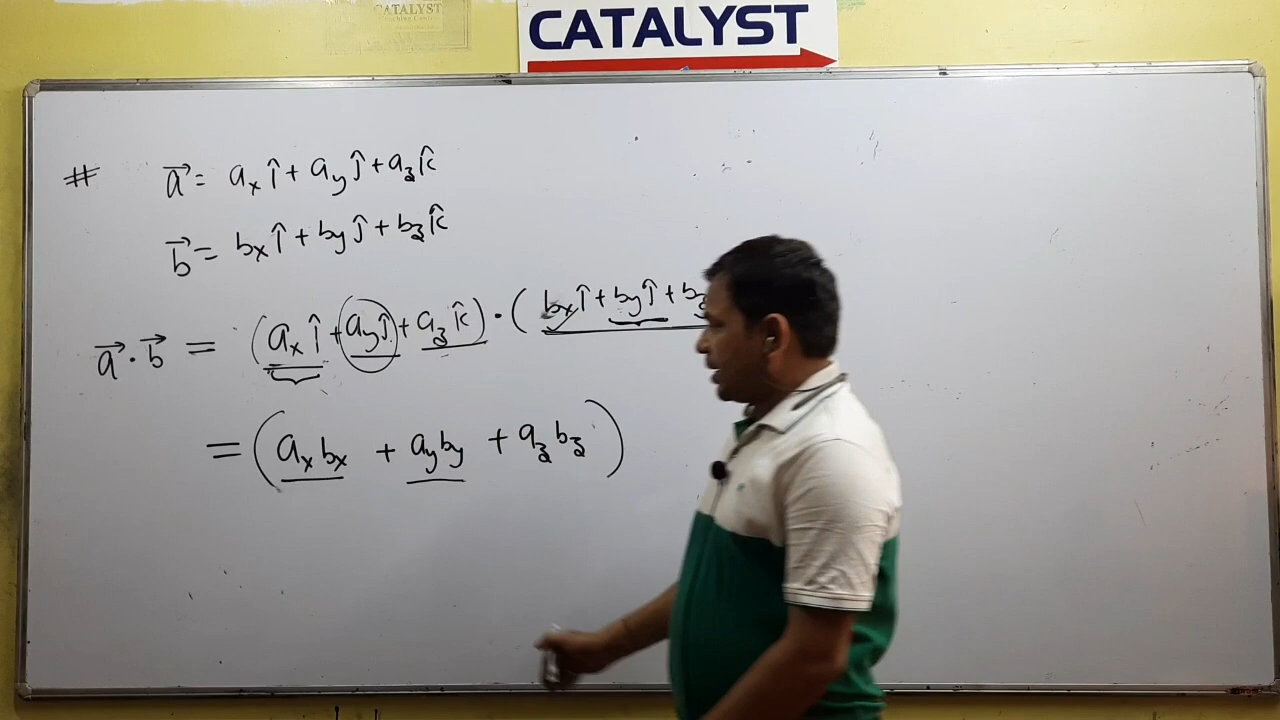 CATALYST
CATALYST
# a⃗ = aₓ î + a_y ĵ + a_z k̂
b⃗ = bₓ î + b_y ĵ + b_z k̂
a⃗ · b⃗ = (aₓ î + a_y ĵ + a_z k̂) · (bₓ î + b_y ĵ + b_z
= (aₓ bₓ + a_y b_y + a_z b_z)